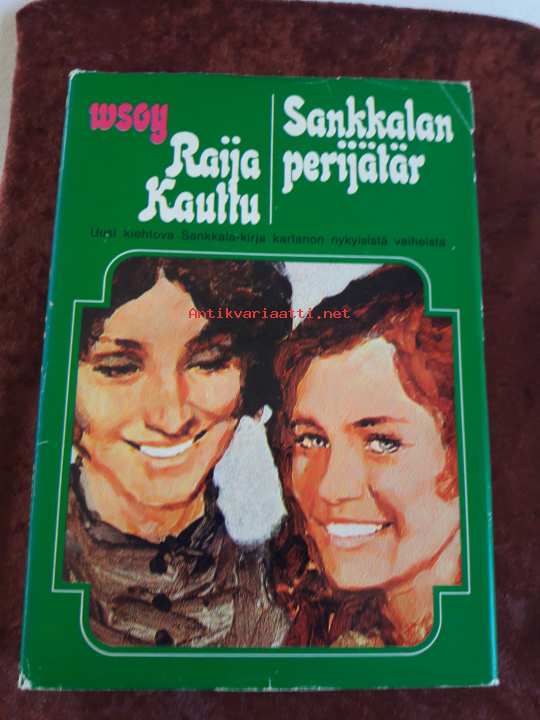 wsoy
Raija
Kauttu
Sankkalan
perijätär
Uusi kiehtova Sankkala-kirja kartanon nykyisistä vaiheista
Antikvariaatti.net